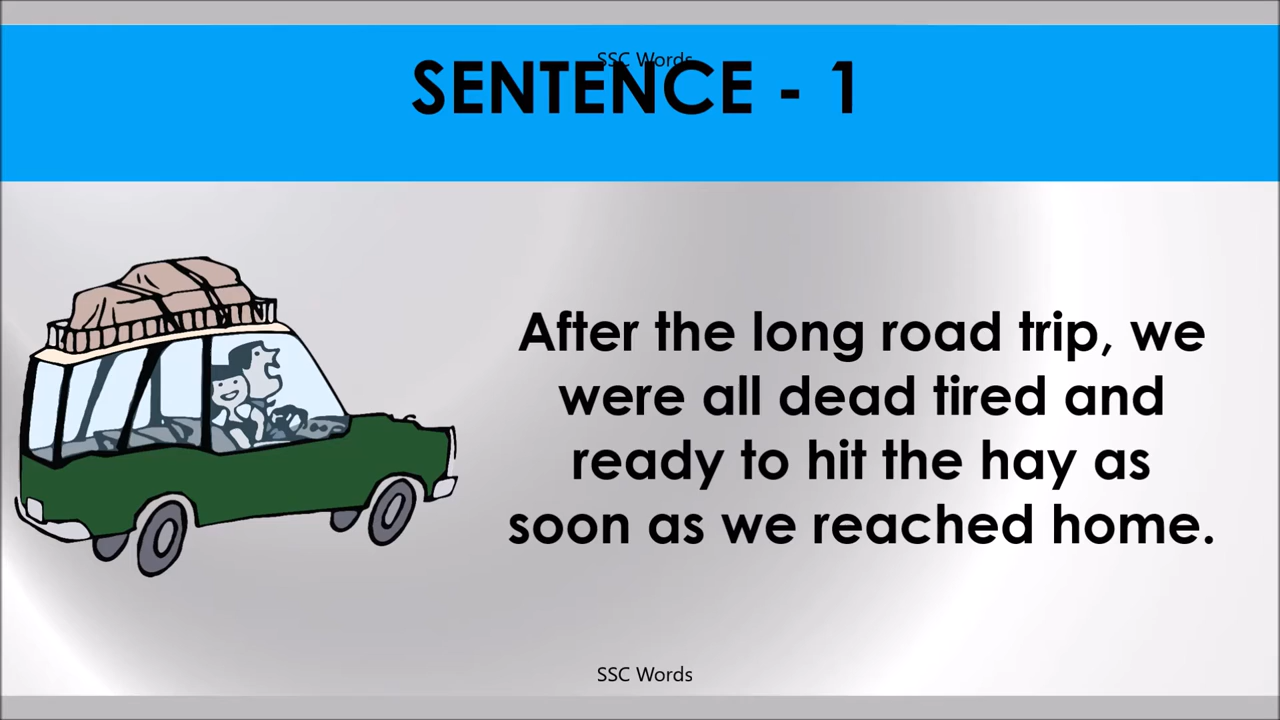 SSC Words
SENTENCE - 1
After the long road trip, we
were all dead tired and
ready to hit the hay as
soon as we reached home.
SSC Words